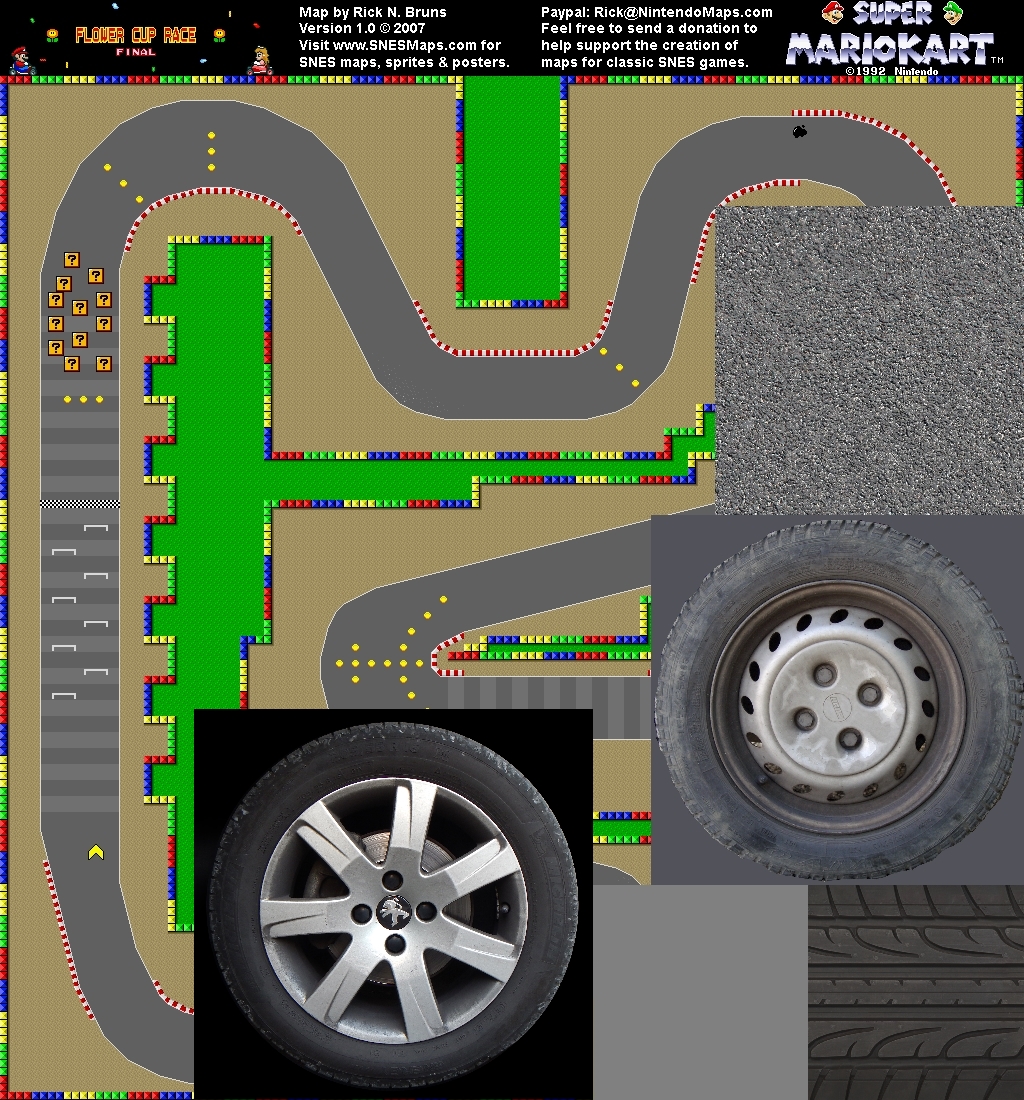 FLOWER CUP RACE
FINAL
Map by Rick N. Bruns
Version 1.0 © 2007
Visit www.SNESMaps.com for
SNES maps, sprites & posters.
Paypal: Rick@NintendoMaps.com
Feel free to send a donation to
help support the creation of
maps for classic SNES games.
SUPER
MARIOKART™
©1992 Nintendo
?
?
?
?
?
?
?
?
?
?
?
?